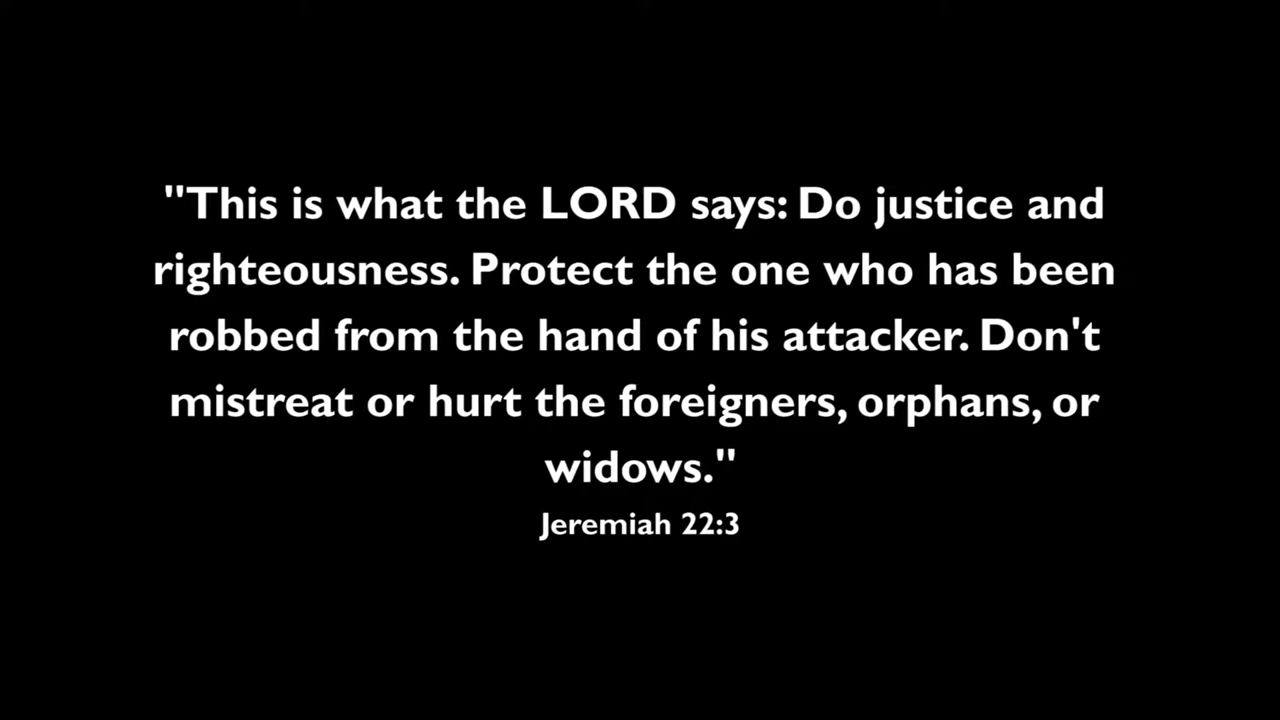 "This is what the LORD says: Do justice and
righteousness. Protect the one who has been
robbed from the hand of his attacker. Don't
mistreat or hurt the foreigners, orphans, or
widows."
Jeremiah 22:3